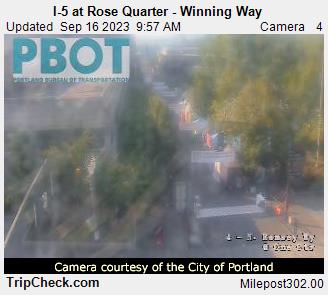 I-5 at Rose Quarter - Winning Way
Updated Sep 16 2023 9:57 AM Camera 4
PBOT
PORTLAND BUREAU OF TRANSPORTATION
Camera courtesy of the City of Portland
TripCheck.com Milepost302.00